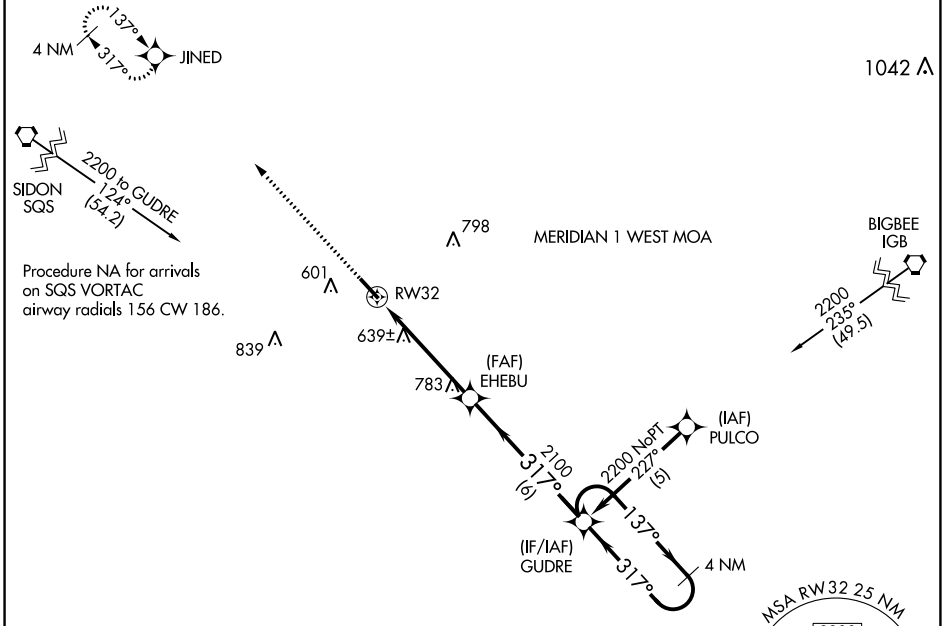 137°
4 NM
317°
JINED
1042
SIDON
SQS
2200 to GUDRE
124°
(54.2)
Procedure NA for arrivals
on SQS VORTAC
airway radials 156 CW 186.
798
MERIDIAN 1 WEST MOA
BIGBEE
IGB
2200
235°
(49.5)
601
RW32
839
639±
783
(FAF)
EHEBU
(IAF)
PULCO
2200 NoPT
227°
(5)
2100
317°
(6)
(IF/IAF)
GUDRE
137°
317°
4 NM
MSA RW32 25 NM